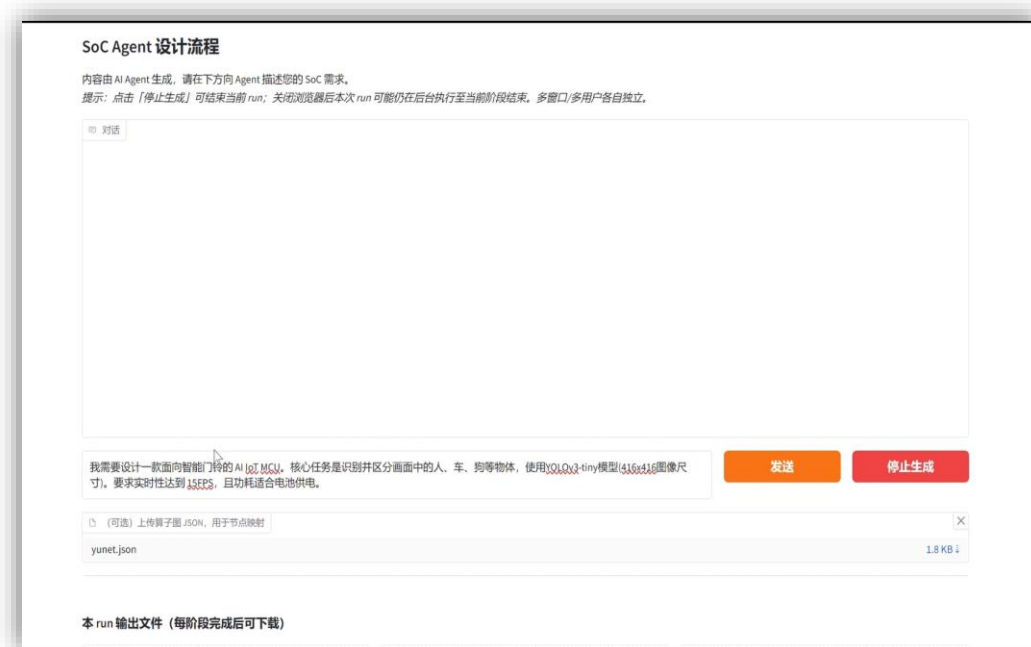 SoC Agent 设计流程
内容由 AI Agent 生成，请在下方向 Agent 描述您的 SoC 需求。
提示：点击「停止生成」可结束当前 run；关闭浏览器后本次 run 可能仍在后台执行至当前阶段结束。多窗口/多用户各自独立。
对话
我需要设计一款面向智能门铃的 AI IoT MCU。核心任务是识别并区分画面中的人、车、狗等物体，使用YOLOv3-tiny模型(416x416图像尺
寸)。要求实时性达到 15FPS，且功耗适合电池供电。
发送
停止生成
（可选）上传算子图 JSON，用于节点映射
yunet.json
1.8 KB ↓
本 run 输出文件（每阶段完成后可下载）